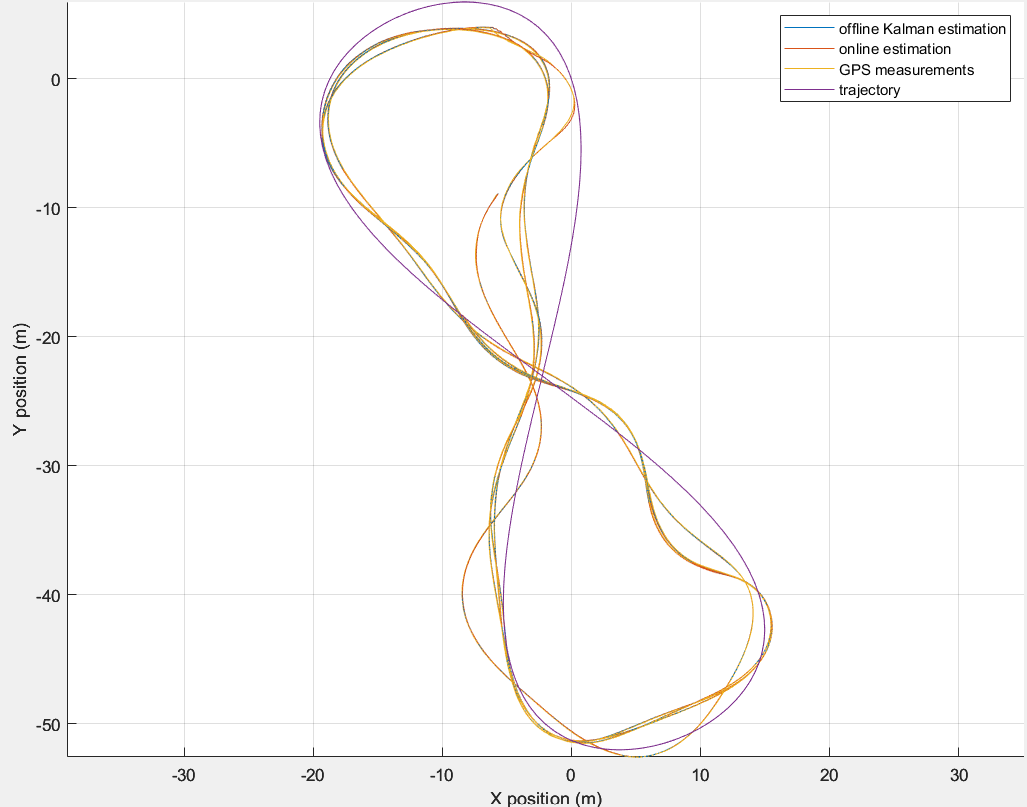 offline Kalman estimation
online estimation
GPS measurements
trajectory
0
-10
-20
-30
-40
-50
Y position (m)
-30
-20
-10
0
10
20
30
X position (m)